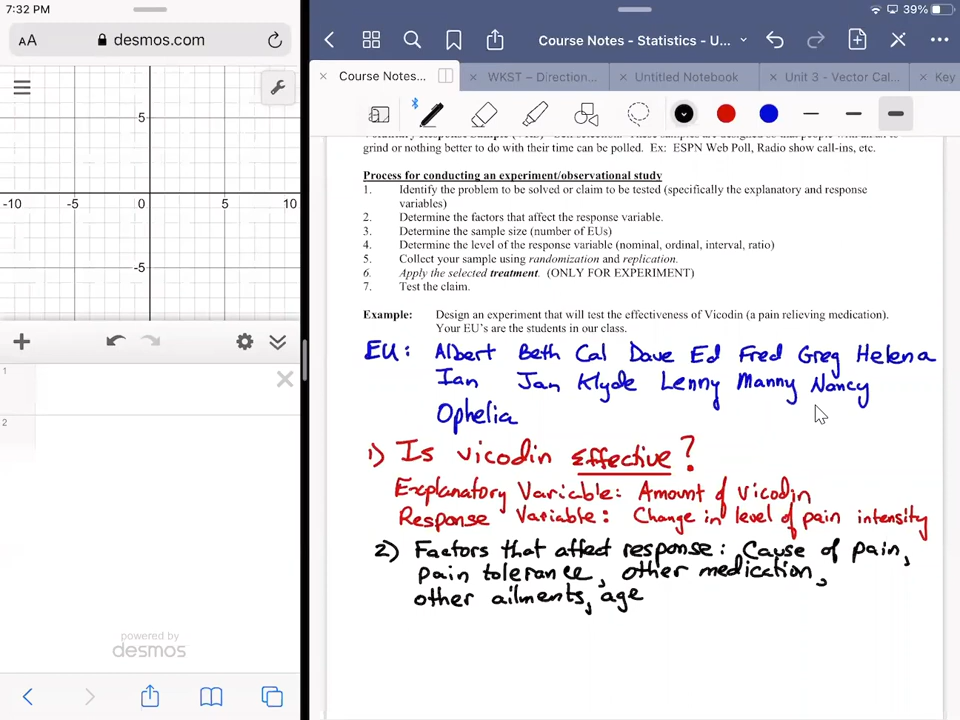 7:32 PM
39%
AA
desmos.com
Course Notes - Statistics - U...
Course Notes...
WKST – Direction...
Untitled Notebook
Unit 3 - Vector Cal...
Key
5
-10
-5
0
5
10
-5
1
2
powered by
desmos
grind or nothing better to do with their time can be polled. Ex: ESPN Web Poll, Radio show call-ins, etc.
Process for conducting an experiment/observational study
1. Identify the problem to be solved or claim to be tested (specifically the explanatory and response
variables)
2. Determine the factors that affect the response variable.
3. Determine the sample size (number of EUs)
4. Determine the level of the response variable (nominal, ordinal, interval, ratio)
5. Collect your sample using randomization and replication.
6. Apply the selected treatment. (ONLY FOR EXPERIMENT)
7. Test the claim.
Example: Design an experiment that will test the effectiveness of Vicodin (a pain relieving medication).
Your EU's are the students in our class.
EU: Albert Beth Cal Dave Ed Fred Greg Helena
Ian Jan Klyde Lenny Manny Nancy
Ophelia
1) Is vicodin effective?
Explanatory Variable: Amount of vicodin
Response Variable: Change in level of pain intensity
2) Factors that affect response: Cause of pain,
pain tolerance, other medication,
other ailments, age